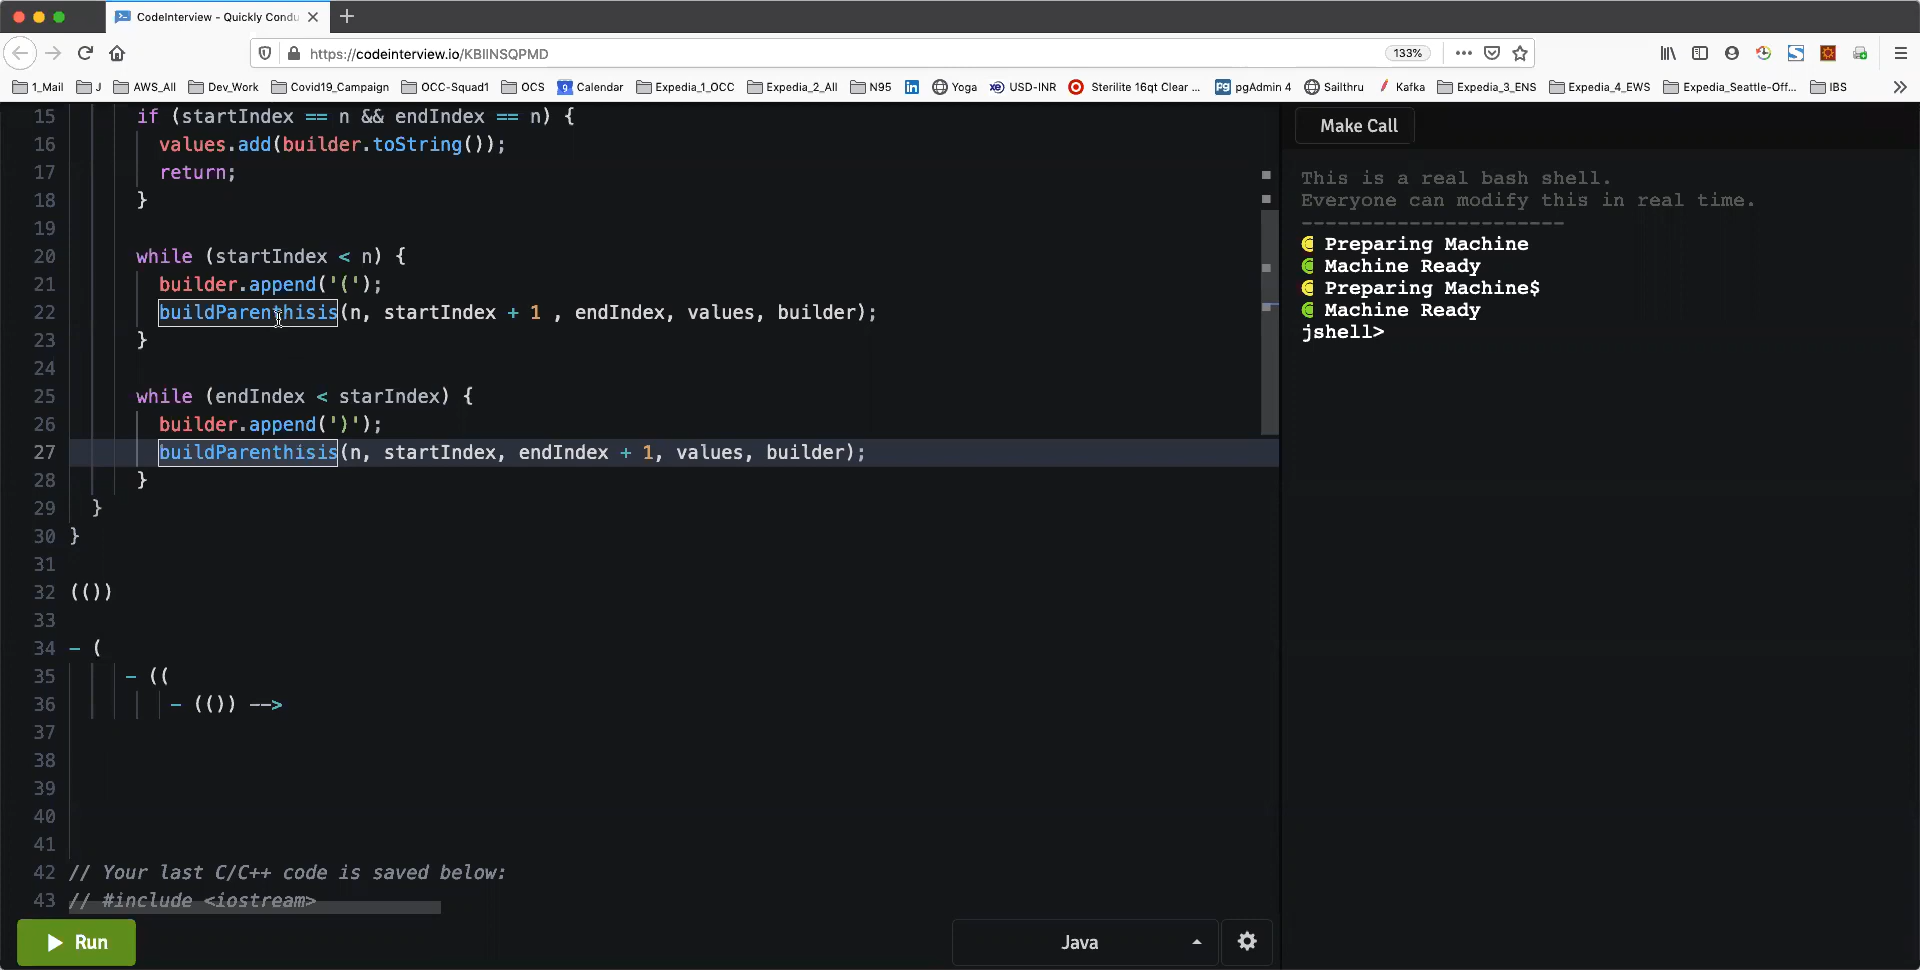 CodeInterview - Quickly Condu
https://codeinterview.io/KBIINSQPMD
133%
1_Mail J AWS_All Dev_Work Covid19_Campaign OCC-Squad1 OCS Calendar Expedia_1_OCC Expedia_2_All N95 Yoga USD-INR Sterilite 16qt Clear ... pgAdmin 4 Sailthru Kafka Expedia_3_ENS Expedia_4_EWS Expedia_Seattle-Off... IBS
15 if (startIndex == n && endIndex == n) {
16 values.add(builder.toString());
17 return;
18 }
19
20 while (startIndex < n) {
21 builder.append('(');
22 buildParenthisis(n, startIndex + 1 , endIndex, values, builder);
23 }
24
25 while (endIndex < starIndex) {
26 builder.append(')');
27 buildParenthisis(n, startIndex, endIndex + 1, values, builder);
28 }
29 }
30 }
31
32 (())
33
34 - (
35 - ((
36 - (()) -->
37
38
39
40
41
42 // Your last C/C++ code is saved below:
43 // #include <iostream>
Run
Java
Make Call
This is a real bash shell.
Everyone can modify this in real time.
----------------------
Preparing Machine
Machine Ready
Preparing Machine$
Machine Ready
jshell>